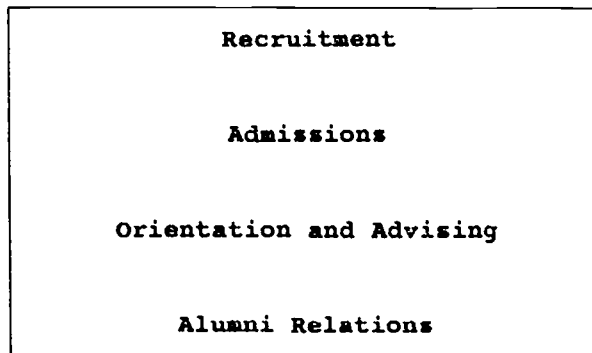 Recruitment
Admissions
Orientation and Advising
Alumni Relations